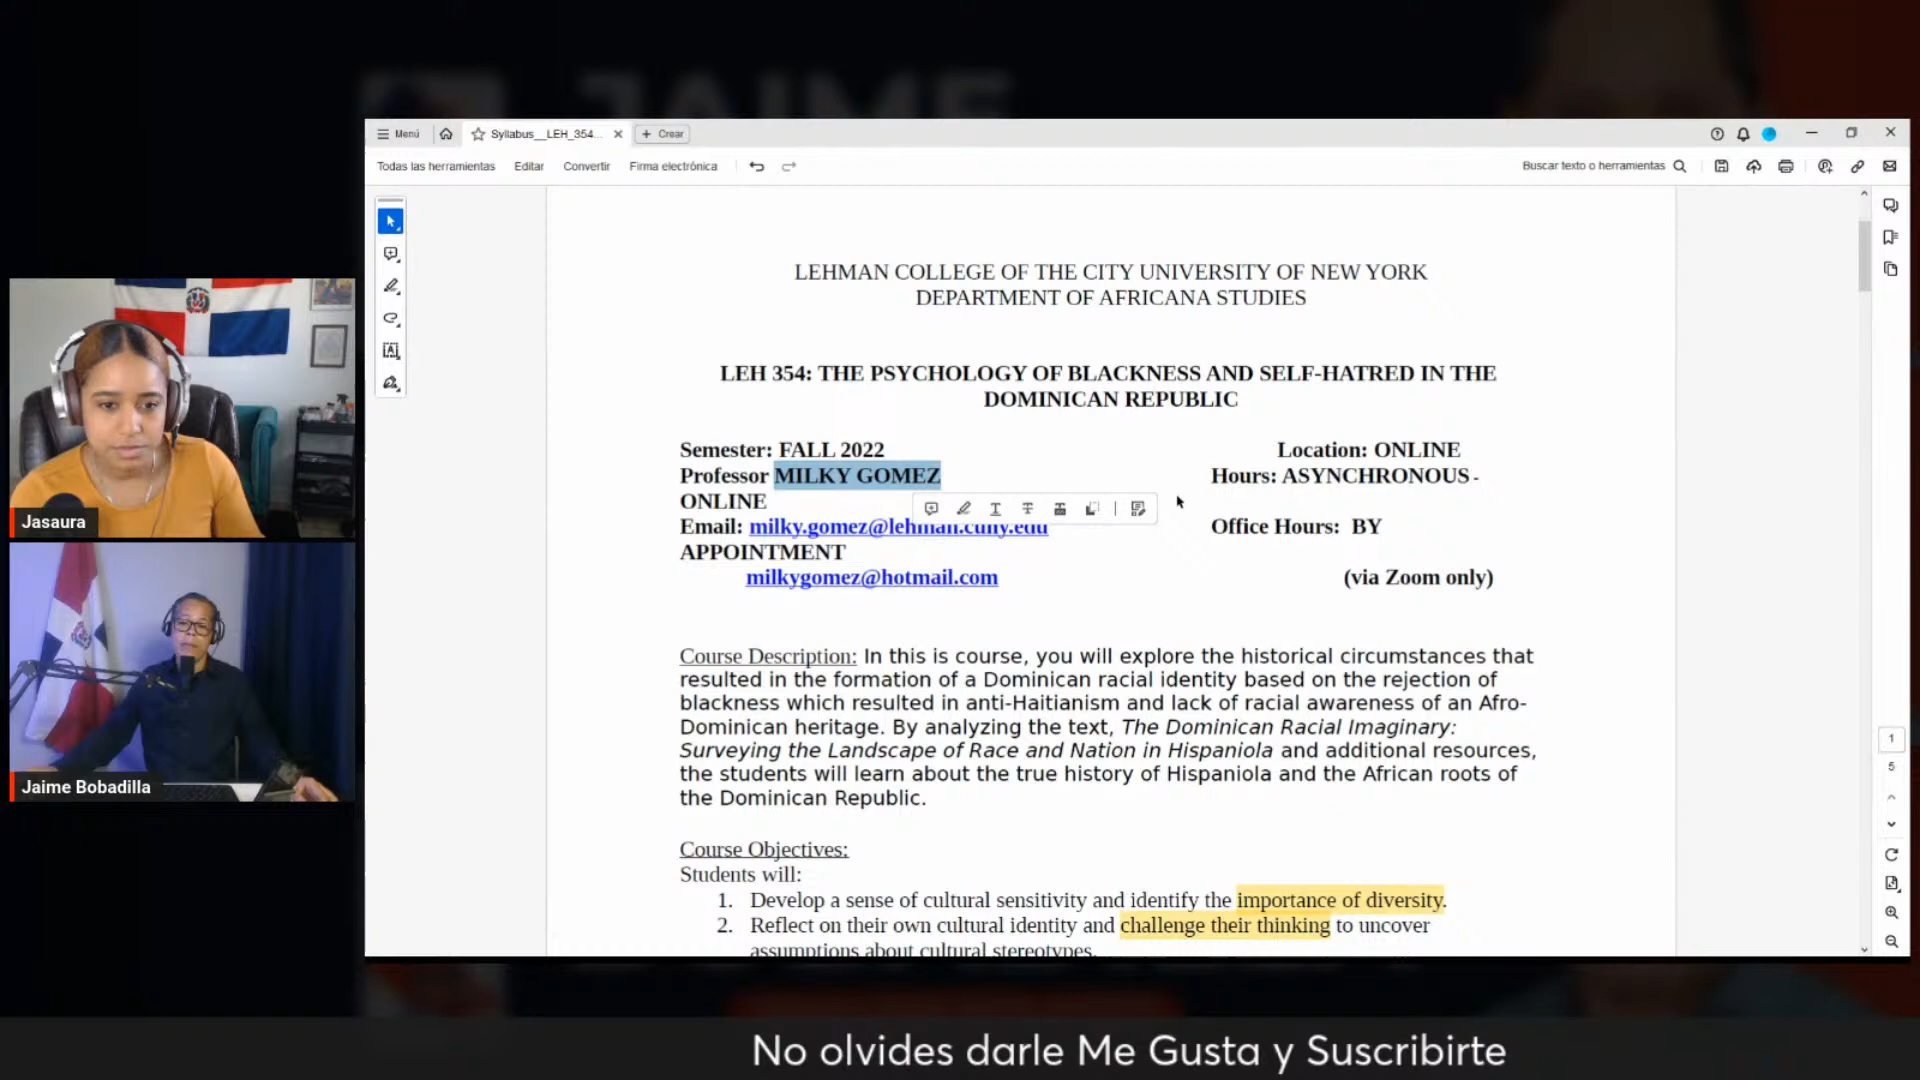 JAIME
Menú
Syllabus__LEH_354...
Crear
Todas las herramientas
Editar
Convertir
Firma electrónica
Buscar texto o herramientas
LEHMAN COLLEGE OF THE CITY UNIVERSITY OF NEW YORK
DEPARTMENT OF AFRICANA STUDIES
LEH 354: THE PSYCHOLOGY OF BLACKNESS AND SELF-HATRED IN THE
DOMINICAN REPUBLIC
Semester: FALL 2022 Location: ONLINE
Professor MILKY GOMEZ Hours: ASYNCHRONOUS -
ONLINE
Email: milky.gomez@lehman.cuny.edu Office Hours: BY
APPOINTMENT
milkygomez@hotmail.com (via Zoom only)
Course Description: In this is course, you will explore the historical circumstances that
resulted in the formation of a Dominican racial identity based on the rejection of
blackness which resulted in anti-Haitianism and lack of racial awareness of an Afro-
Dominican heritage. By analyzing the text, The Dominican Racial Imaginary:
Surveying the Landscape of Race and Nation in Hispaniola and additional resources,
the students will learn about the true history of Hispaniola and the African roots of
the Dominican Republic.
Course Objectives:
Students will:
1. Develop a sense of cultural sensitivity and identify the importance of diversity.
2. Reflect on their own cultural identity and challenge their thinking to uncover
assumptions about cultural stereotypes.
1
5
Jasaura
Jaime Bobadilla
No olvides darle Me Gusta y Suscribirte